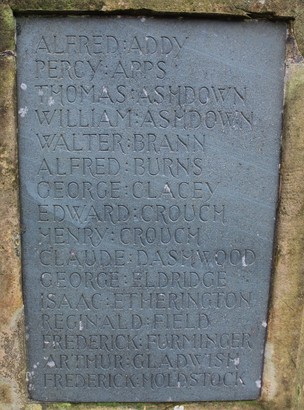 ALFRED:ADDY
PERCY:APPS
THOMAS:ASHDOWN
WILLIAM:ASHDOWN
WALTER:BRANN
ALFRED:BURNS
GEORGE:CLACEY
EDWARD:CROUCH
HENRY:CROUCH
CLAUDE:DASHWOOD
GEORGE:ELDRIDGE
ISAAC:ETHERINGTON
REGINALD:FIELD
FREDERICK:FURMINGER
ARTHUR:GLADWISH
FREDERICK:HOLDSTOCK